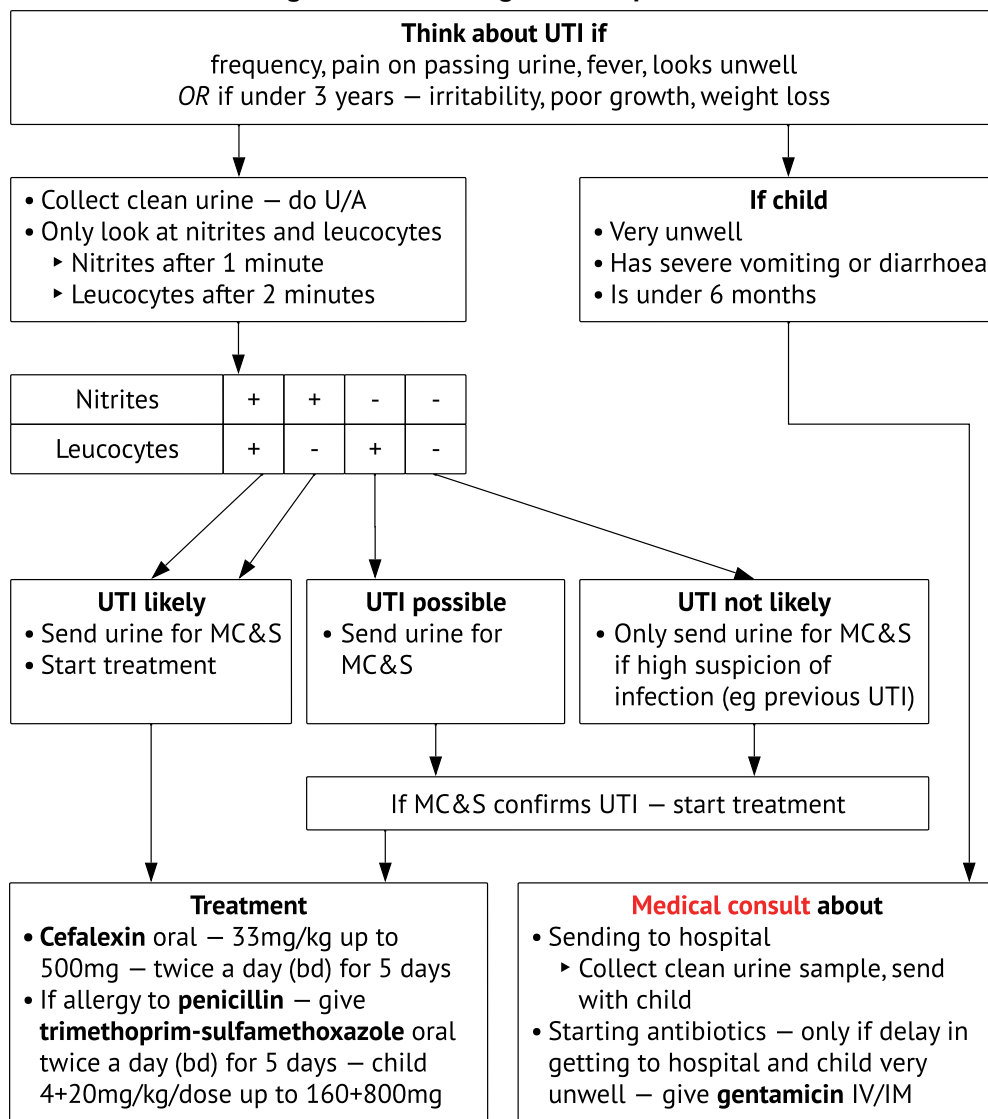 Think about UTI if
frequency, pain on passing urine, fever, looks unwell
OR if under 3 years — irritability, poor growth, weight loss
• Collect clean urine — do U/A
• Only look at nitrites and leucocytes
‣ Nitrites after 1 minute
‣ Leucocytes after 2 minutes
If child
• Very unwell
• Has severe vomiting or diarrhoea
• Is under 6 months
Nitrites + + - -
Leucocytes + - + -
UTI likely
• Send urine for MC&S
• Start treatment
UTI possible
• Send urine for
MC&S
UTI not likely
• Only send urine for MC&S
if high suspicion of
infection (eg previous UTI)
If MC&S confirms UTI — start treatment
Treatment
• Cefalexin oral — 33mg/kg up to
500mg — twice a day (bd) for 5 days
• If allergy to penicillin — give
trimethoprim-sulfamethoxazole oral
twice a day (bd) for 5 days — child
4+20mg/kg/dose up to 160+800mg
Medical consult about
• Sending to hospital
‣ Collect clean urine sample, send
with child
• Starting antibiotics — only if delay in
getting to hospital and child very
unwell — give gentamicin IV/IM